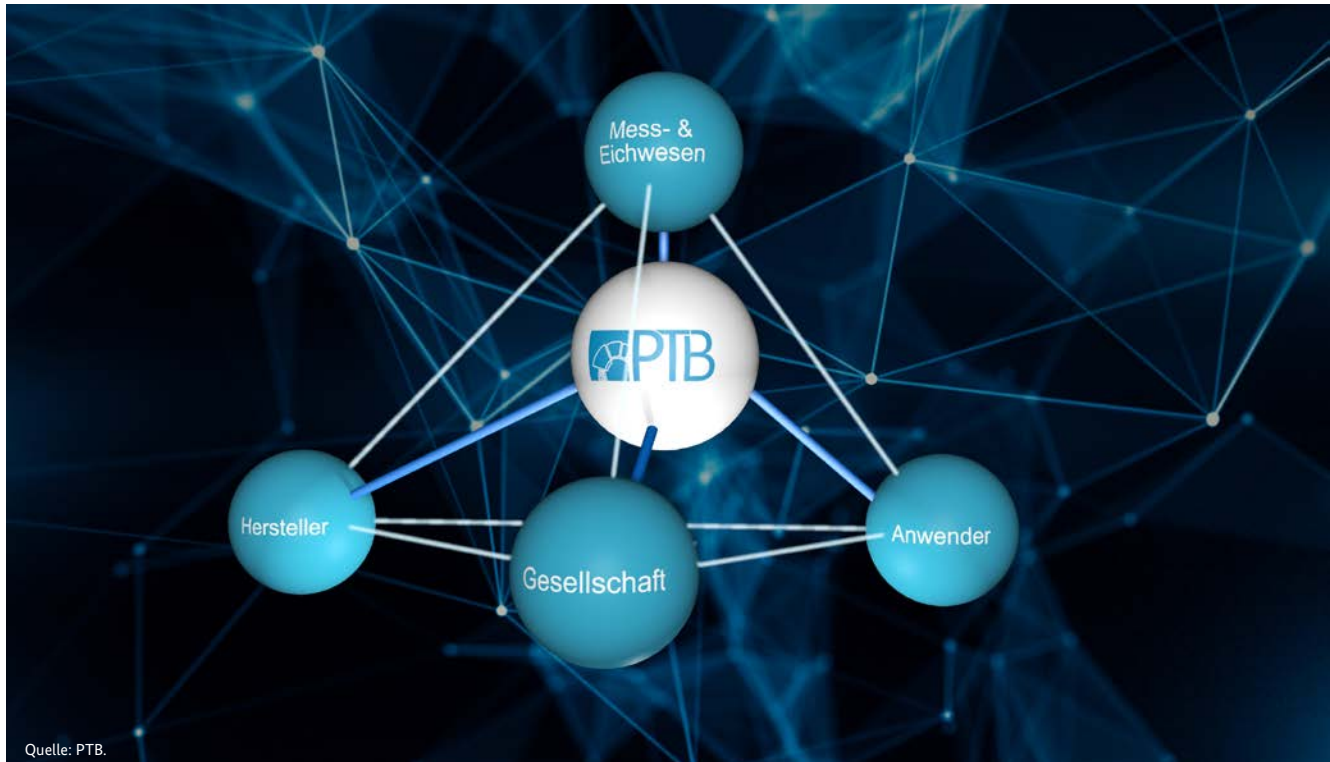 Mess- &
Eichwesen
PTB
Hersteller
Gesellschaft
Anwender
Quelle: PTB.